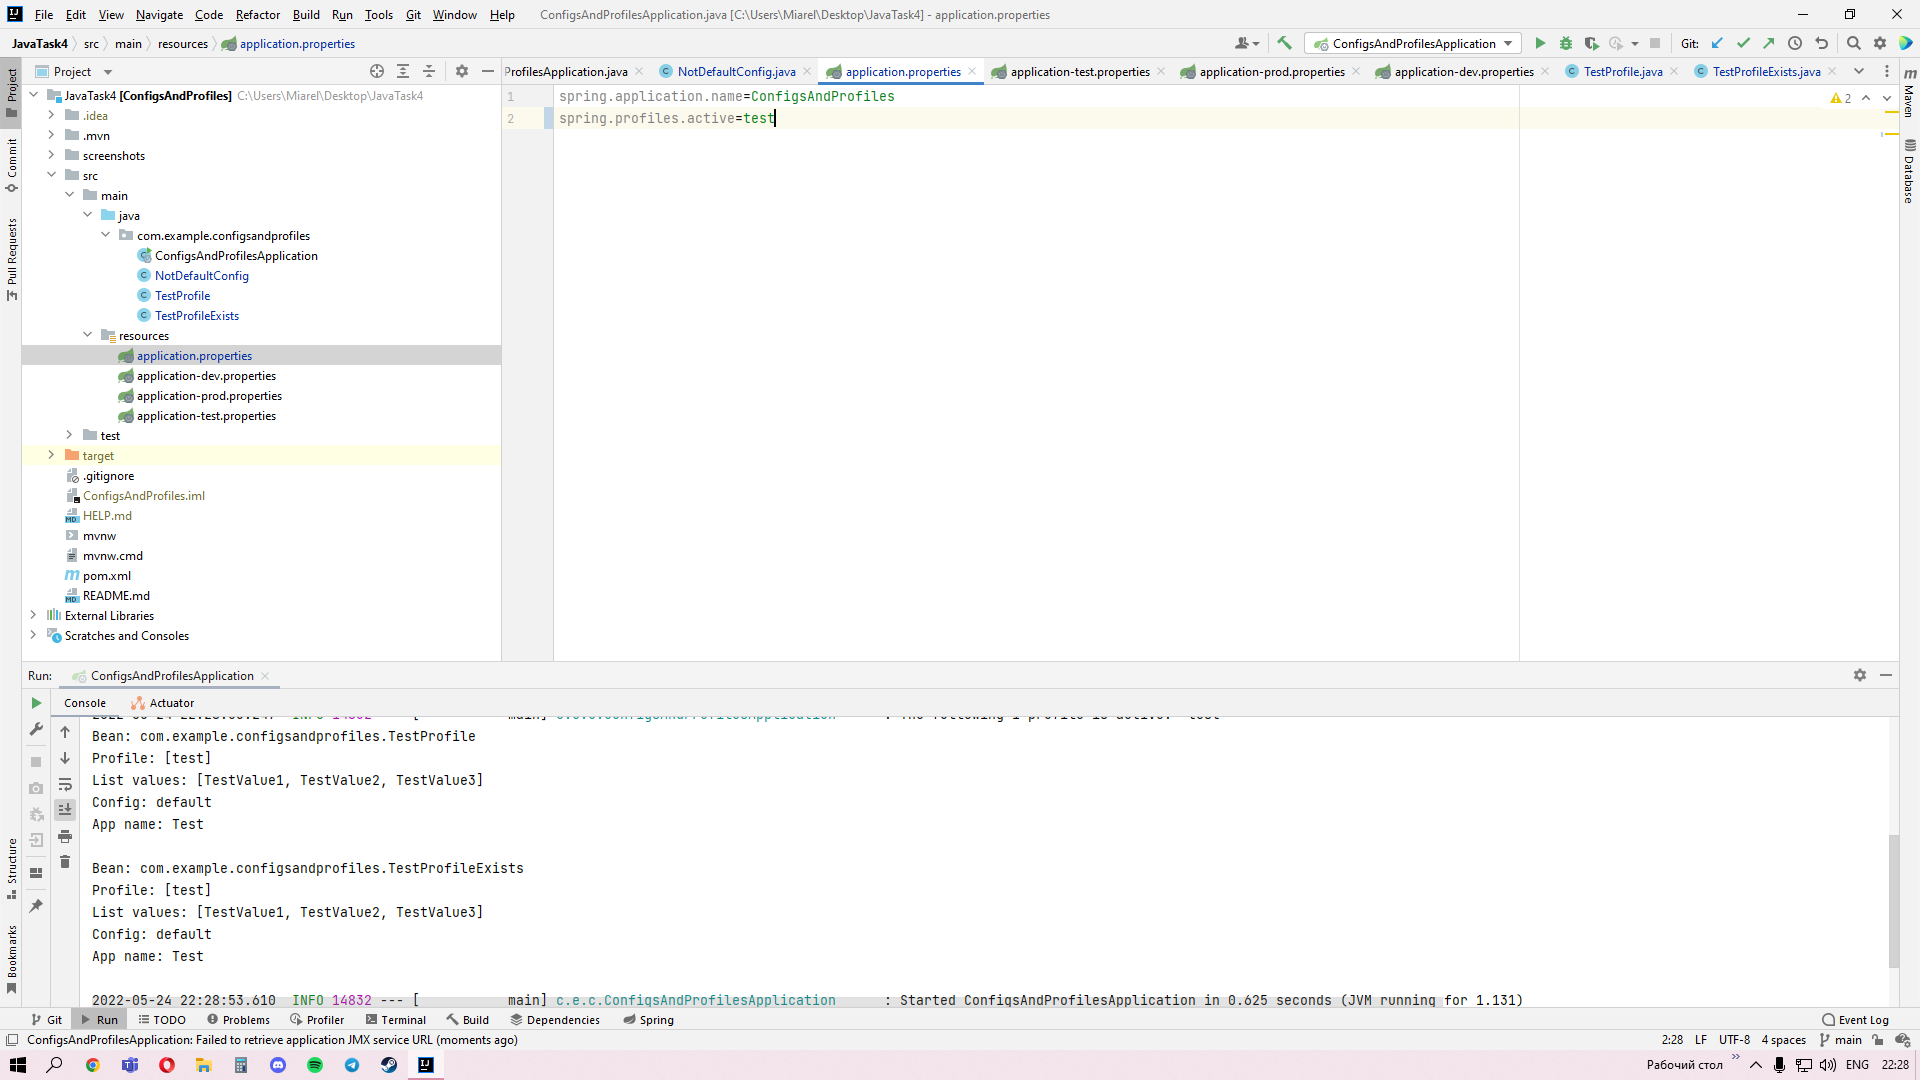 File Edit View Navigate Code Refactor Build Run Tools Git Window Help ConfigsAndProfilesApplication.java [C:\Users\Miarel\Desktop\JavaTask4] - application.properties
JavaTask4 src main resources application.properties
ConfigsAndProfilesApplication Git:
Project
ProfilesApplication.java NotDefaultConfig.java application.properties application-test.properties application-prod.properties application-dev.properties TestProfile.java TestProfileExists.java
JavaTask4 [ConfigsAndProfiles] C:\Users\Miarel\Desktop\JavaTask4
.idea
.mvn
screenshots
src
main
java
com.example.configsandprofiles
ConfigsAndProfilesApplication
NotDefaultConfig
TestProfile
TestProfileExists
resources
application.properties
application-dev.properties
application-prod.properties
application-test.properties
test
target
.gitignore
ConfigsAndProfiles.iml
HELP.md
mvnw
mvnw.cmd
pom.xml
README.md
External Libraries
Scratches and Consoles
1 spring.application.name=ConfigsAndProfiles
2 spring.profiles.active=test
2
Project
Commit
Pull Requests
Structure
Bookmarks
Maven
Database
Run: ConfigsAndProfilesApplication
Console Actuator
Bean: com.example.configsandprofiles.TestProfile
Profile: [test]
List values: [TestValue1, TestValue2, TestValue3]
Config: default
App name: Test
Bean: com.example.configsandprofiles.TestProfileExists
Profile: [test]
List values: [TestValue1, TestValue2, TestValue3]
Config: default
App name: Test
2022-05-24 22:28:53.610 INFO 14832 --- [ main] c.e.c.ConfigsAndProfilesApplication : Started ConfigsAndProfilesApplication in 0.625 seconds (JVM running for 1.131)
Git Run TODO Problems Profiler Terminal Build Dependencies Spring Event Log
ConfigsAndProfilesApplication: Failed to retrieve application JMX service URL (moments ago) 2:28 LF UTF-8 4 spaces main
Рабочий стол ENG 22:28